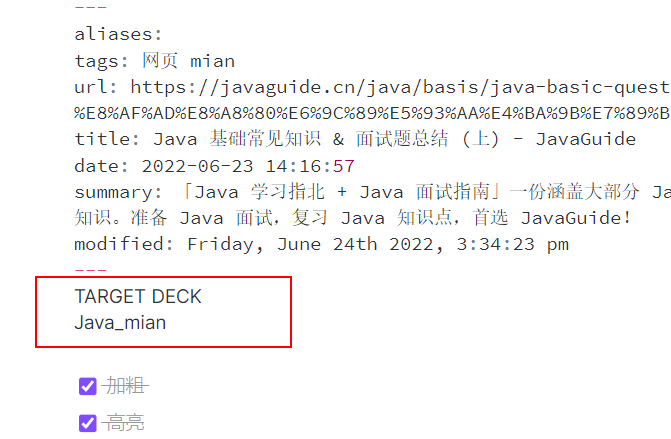 ---
aliases:
tags: 网页 mian
url: https://javaguide.cn/java/basis/java-basic-quest
%E8%AF%AD%E8%A8%80%E6%9C%89%E5%93%AA%E4%BA%9B%E7%89%B
title: Java 基础常见知识 & 面试题总结 (上) - JavaGuide
date: 2022-06-23 14:16:57
summary: 「Java 学习指北 + Java 面试指南」一份涵盖大部分 Ja
知识。准备 Java 面试，复习 Java 知识点，首选 JavaGuide！
modified: Friday, June 24th 2022, 3:34:23 pm
---
TARGET DECK
Java_mian
加粗
高亮